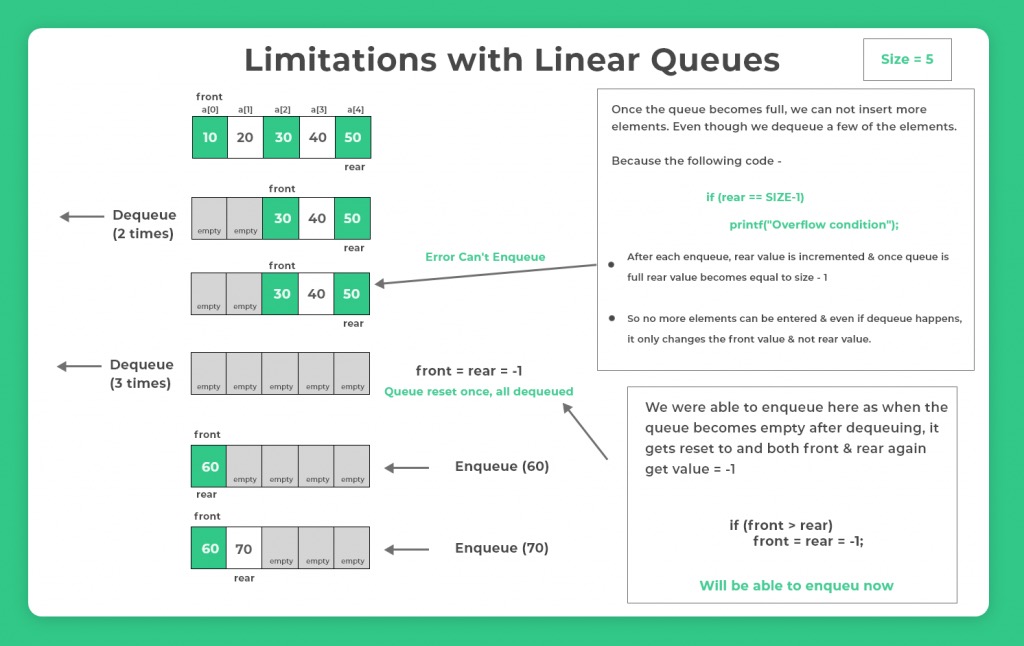 Limitations with Linear Queues
Size = 5
front
a[0] a[1] a[2] a[3] a[4]
10 20 30 40 50
rear
front
Dequeue
(2 times)
empty empty 30 40 50
rear
Error Can't Enqueue
front
empty empty 30 40 50
rear
Dequeue
(3 times)
empty empty empty empty empty
front = rear = -1
Queue reset once, all dequeued
front
60 empty empty empty empty
rear
Enqueue (60)
front
60 70 empty empty empty
rear
Enqueue (70)
Once the queue becomes full, we can not insert more
elements. Even though we dequeue a few of the elements.
Because the following code -
if (rear == SIZE-1)
printf("Overflow condition");
● After each enqueue, rear value is incremented & once queue is
full rear value becomes equal to size - 1
● So no more elements can be entered & even if dequeue happens,
it only changes the front value & not rear value.
We were able to enqueue here as when the
queue becomes empty after dequeuing, it
gets reset to and both front & rear again
get value = -1
if (front > rear)
front = rear = -1;
Will be able to enqueu now